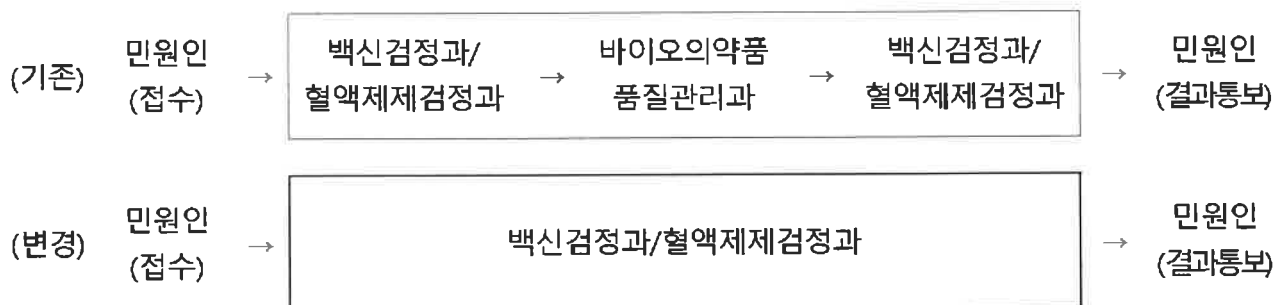 (기존) 민원인 (접수) → 백신검정과/ 혈액제제검정과 → 바이오의약품 품질관리과 → 백신검정과/ 혈액제제검정과 → 민원인 (결과통보)
(변경) 민원인 (접수) → 백신검정과/혈액제제검정과 → 민원인 (결과통보)